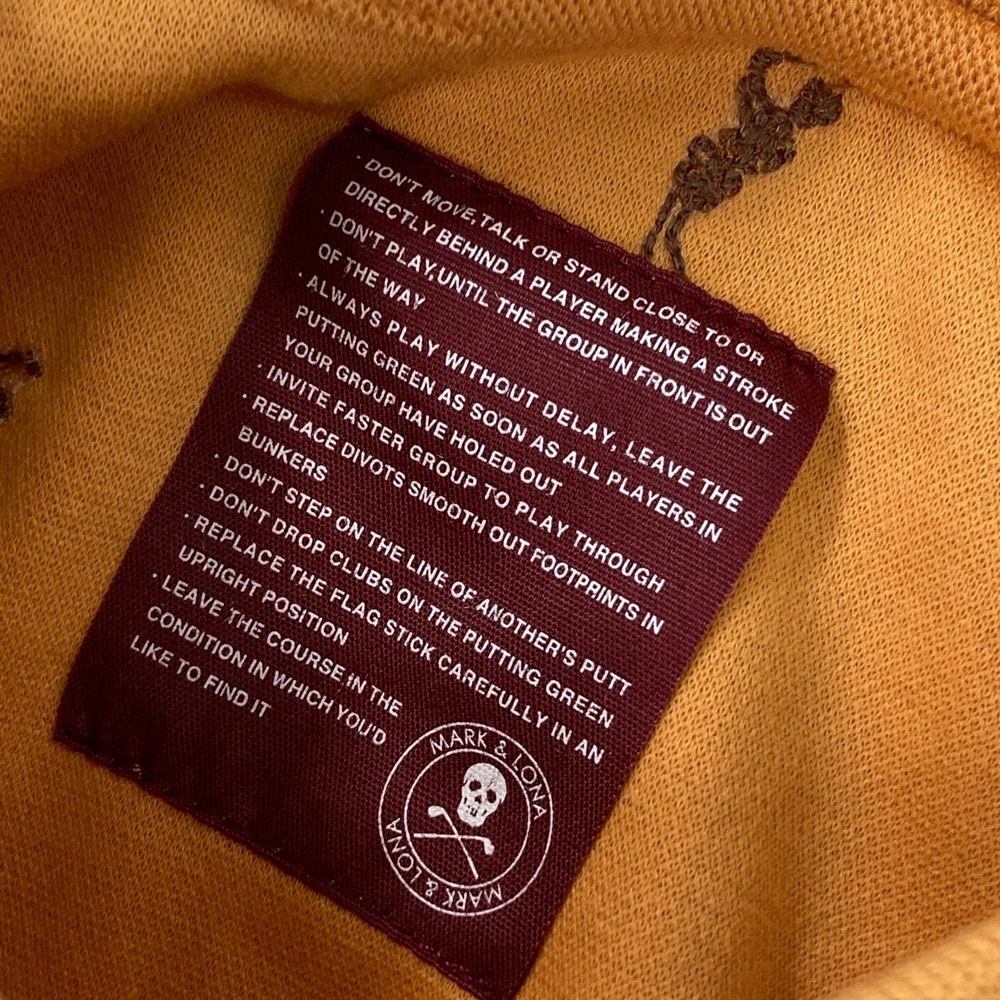 · DON'T MOVE,TALK OR STAND CLOSE TO OR
DIRECTLY BEHIND A PLAYER MAKING A STROKE
· DON'T PLAY,UNTIL THE GROUP IN FRONT IS OUT
OF THE WAY
· ALWAYS PLAY WITHOUT DELAY, LEAVE THE
PUTTING GREEN AS SOON AS ALL PLAYERS IN
YOUR GROUP HAVE HOLED OUT
· INVITE FASTER GROUP TO PLAY THROUGH
· REPLACE DIVOTS SMOOTH OUT FOOTPRINTS IN
BUNKERS
· DON'T STEP ON THE LINE OF ANOTHER'S PUTT
· DON'T DROP CLUBS ON THE PUTTING GREEN
· REPLACE THE FLAG STICK CAREFULLY IN AN
UPRIGHT POSITION
· LEAVE THE COURSE IN THE
CONDITION IN WHICH YOU'D
LIKE TO FIND IT
MARK & LONA
MARK & LONA